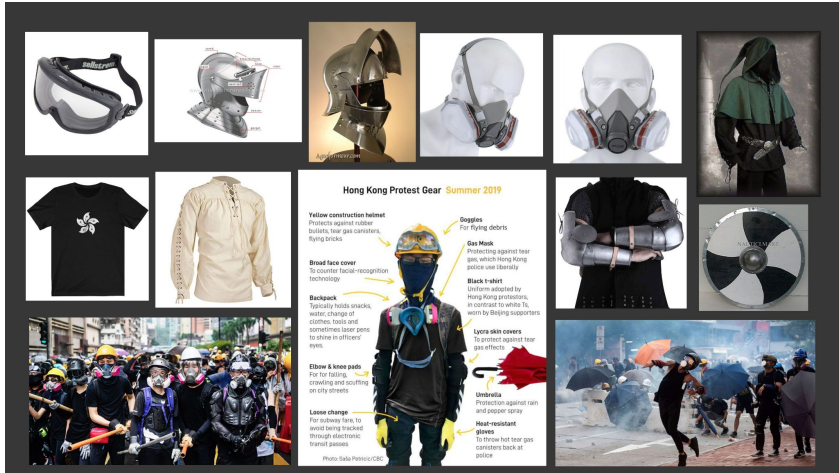 sellstrom
Hong Kong Protest Gear Summer 2019
Yellow construction helmet
Protects against rubber
bullets, tear gas canisters,
flying bricks
Broad face cover
To counter facial-recognition
technology
Backpack
Typically holds snacks,
water, change of
clothes, tools and
sometimes laser pens
to shine in officers'
eyes.
Elbow & knee pads
For for falling,
crawling and scuffing
on city streets
Loose change
For subway fare, to
avoid being tracked
through electronic
transit passes
Photo: Saša Petricic/CBC
Goggles
For flying debris
Gas Mask
Protecting against tear
gas, which Hong Kong
police use liberally
Black t-shirt
Uniform adopted by
Hong Kong protestors,
in contrast to white Ts,
worn by Beijing supporters
Lycra skin covers
To protect against tear
gas effects
Umbrella
Protection against rain
and pepper spray
Heat-resistant
gloves
To throw hot tear gas
canisters back at
police